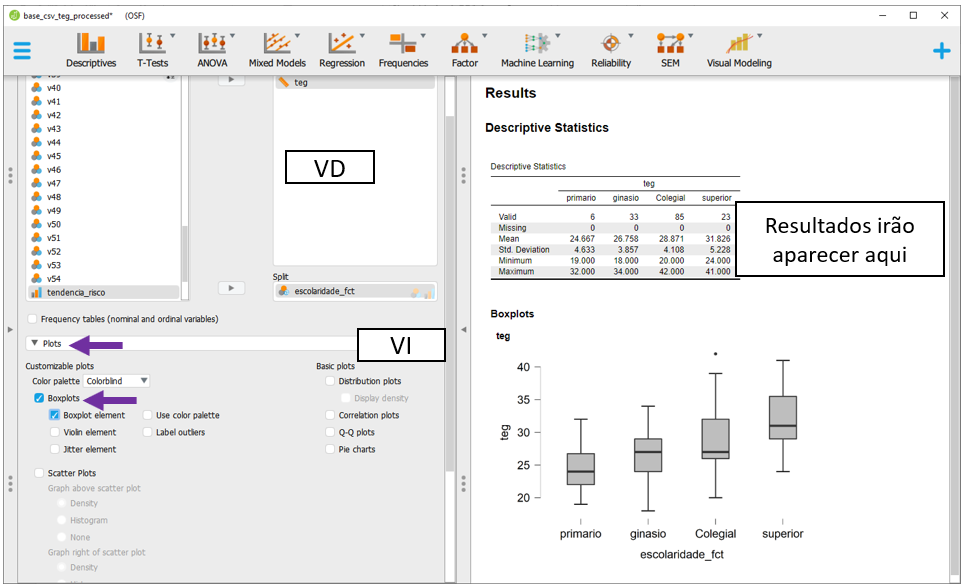 base_csv_teg_processed* (OSF)
Descriptives T-Tests ANOVA Mixed Models Regression Frequencies Factor Machine Learning Reliability SEM Visual Modeling
v40
v41
v42
v43
v44
v45
v46
v47
v48
v49
v50
v51
v52
v53
v54
tendencia_risco
teg
VD
Split
escolaridade_fct
Frequency tables (nominal and ordinal variables)
Plots
VI
Customizable plots
Color palette Colorblind
Boxplots
Boxplot element Use color palette
Violin element Label outliers
Jitter element
Scatter Plots
Graph above scatter plot
Density
Histogram
None
Graph right of scatter plot
Density
Basic plots
Distribution plots
Display density
Correlation plots
Q-Q plots
Pie charts
Results
Descriptive Statistics
Descriptive Statistics
teg
primario ginasio Colegial superior
Valid 6 33 85 23
Missing 0 0 0 0
Mean 24.667 26.758 28.871 31.826
Std. Deviation 4.633 3.857 4.108 5.228
Minimum 19.000 18.000 20.000 24.000
Maximum 32.000 34.000 42.000 41.000
Resultados irão
aparecer aqui
Boxplots
teg
40
35
30
25
20
teg
primario ginasio Colegial superior
escolaridade_fct